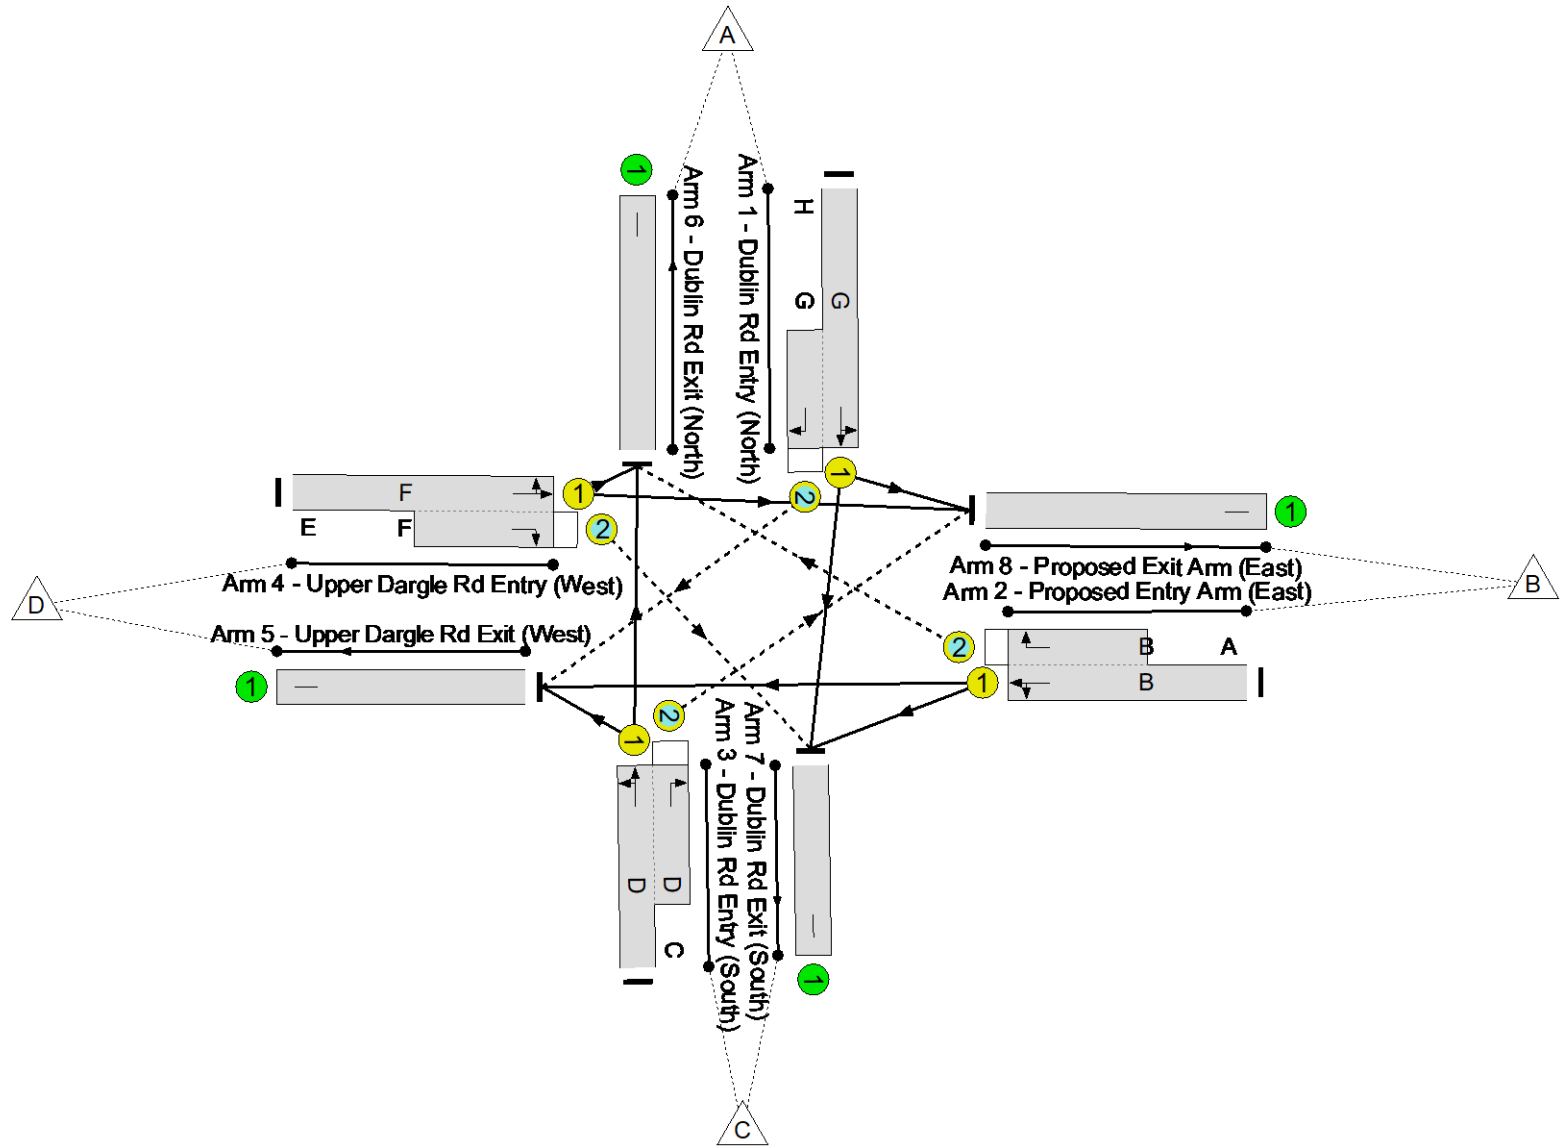 A
1
Arm 6 - Dublin Rd Exit (North)
Arm 1 - Dublin Rd Entry (North)
H
G
G
1
2
F
E
F
1
2
1
Arm 8 - Proposed Exit Arm (East)
Arm 2 - Proposed Entry Arm (East)
B
D
Arm 4 - Upper Dargle Rd Entry (West)
Arm 5 - Upper Dargle Rd Exit (West)
1
2
1
B
A
B
1
2
D
D
C
Arm 7 - Dublin Rd Exit (South)
Arm 3 - Dublin Rd Entry (South)
1
C